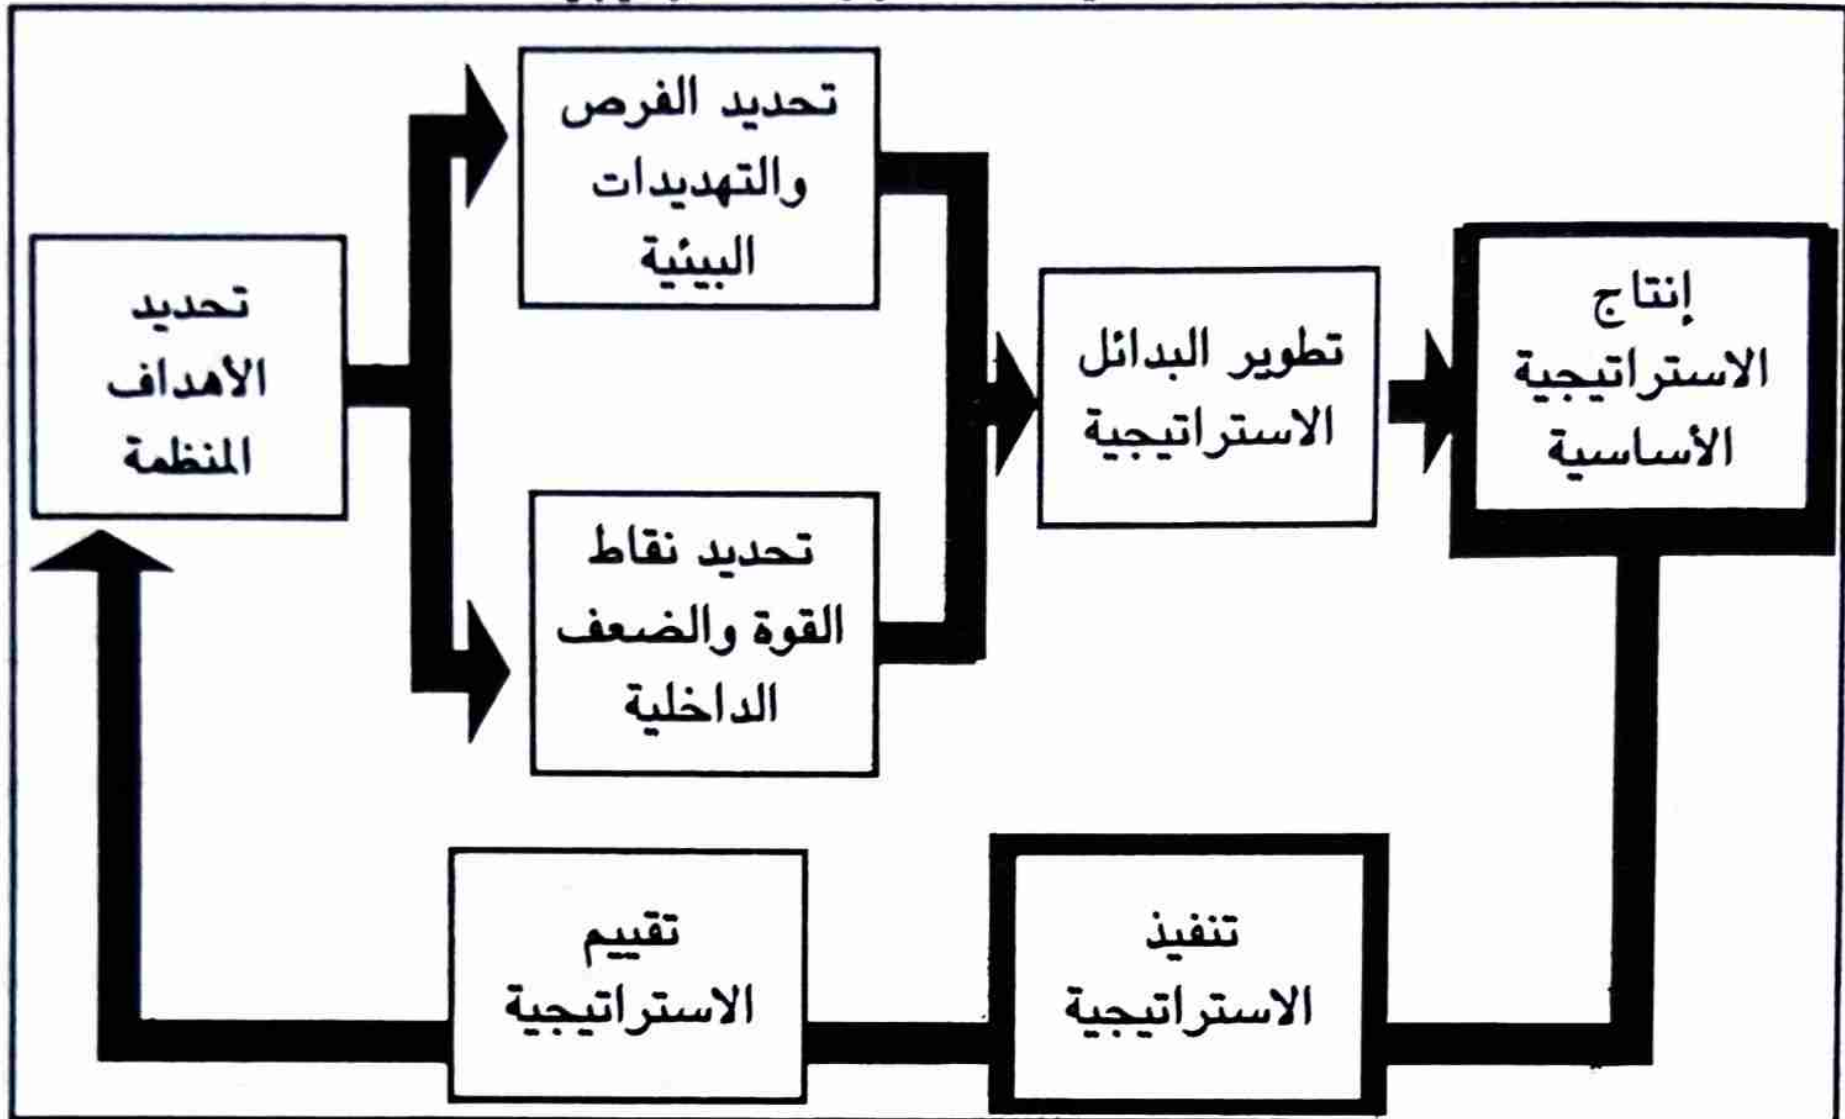 تحديد
الأهداف
المنظمة
تحديد الفرص
والتهديدات
البيئية
تحديد نقاط
القوة والضعف
الداخلية
تطوير البدائل
الاستراتيجية
إنتاج
الاستراتيجية
الأساسية
تنفيذ
الاستراتيجية
تقييم
الاستراتيجية